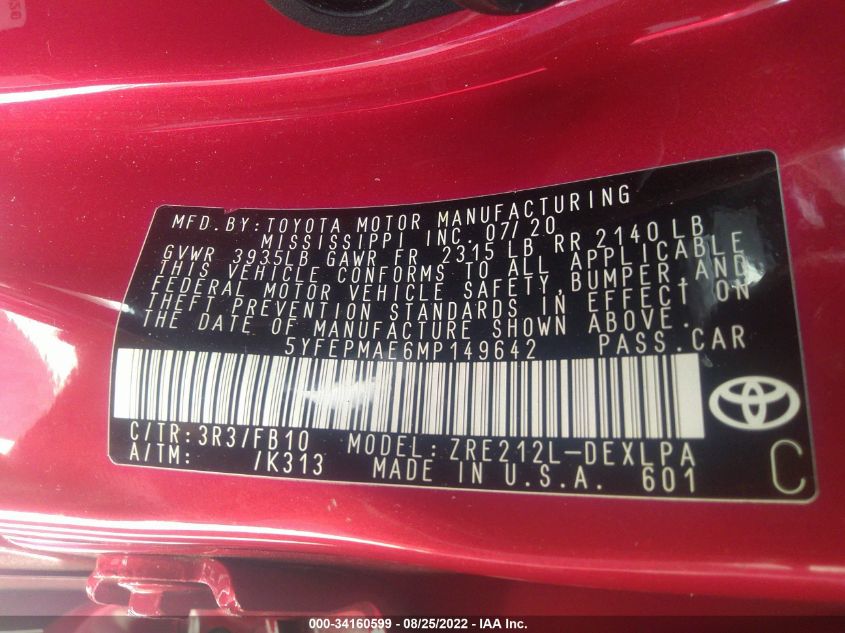 MFD. BY: TOYOTA MOTOR MANUFACTURING
MISSISSIPPI INC. 07/20
GVWR 3935LB GAWR FR 2315 LB RR 2140 LB
THIS VEHICLE CONFORMS TO ALL APPLICABLE
FEDERAL MOTOR VEHICLE SAFETY, BUMPER, AND
THEFT PREVENTION STANDARDS IN EFFECT ON
THE DATE OF MANUFACTURE SHOWN ABOVE.
5YFEPMAE6MP149642 PASS. CAR
C/TR: 3R3/FB10 MODEL: ZRE212L-DEXLPA
A/TM: /K313 MADE IN U.S.A. 601
C
000-34160599 - 08/25/2022 - IAA Inc.